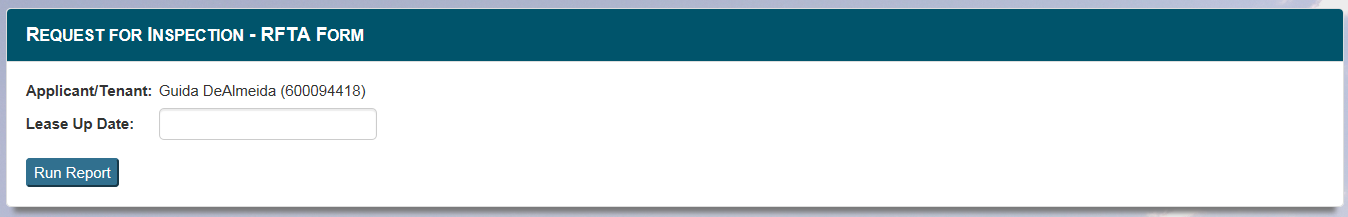 Request for Inspection - RFTA Form
Applicant/Tenant: Guida DeAlmeida (600094418)
Lease Up Date:
Run Report